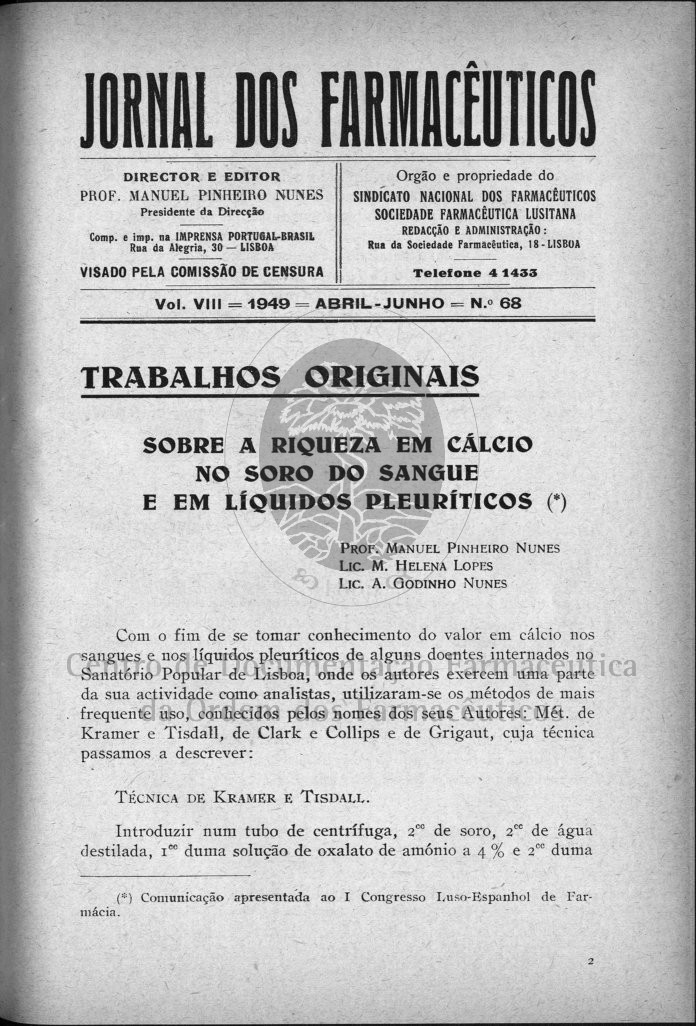 JORNAL DOS FARMACÊUTICOS
DIRECTOR E EDITOR
PROF. MANUEL PINHEIRO NUNES
Presidente da Direcção
Comp. e imp. na IMPRENSA PORTUGAL-BRASIL
Rua da Alegria, 30 — LISBOA
VISADO PELA COMISSÃO DE CENSURA
Orgão e propriedade do
SINDICATO NACIONAL DOS FARMACÊUTICOS
SOCIEDADE FARMACÊUTICA LUSITANA
REDACÇÃO E ADMINISTRAÇÃO:
Rua da Sociedade Farmacêutica, 18-LISBOA
Telefone 4 1433
Vol. VIII = 1949 = ABRIL-JUNHO = N.º 68
TRABALHOS ORIGINAIS
SOBRE A RIQUEZA EM CÁLCIO
NO SORO DO SANGUE
E EM LÍQUIDOS PLEURÍTICOS (*)
PROF. MANUEL PINHEIRO NUNES
LIC. M. HELENA LOPES
LIC. A. GODINHO NUNES
Com o fim de se tomar conhecimento do valor em cálcio nos
sangues e nos líquidos pleuríticos de alguns doentes internados no
Centro de Documentação Farmacêutica
Sanatório Popular de Lisboa, onde os autores exercem uma parte
da sua actividade como analistas, utilizaram-se os métodos de mais
da Ordem dos Farmacêuticos
frequente uso, conhecidos pelos nomes dos seus Autores: Mét. de
Kramer e Tisdall, de Clark e Collips e de Grigaut, cuja técnica
passamos a descrever:
TÉCNICA DE KRAMER E TISDALL.
Introduzir num tubo de centrífuga, 2cc de soro, 2cc de água
destilada, 1cc duma solução de oxalato de amónio a 4 % e 2cc duma
(*) Comunicação apresentada ao I Congresso Luso-Espanhol de Far-
mácia.
2